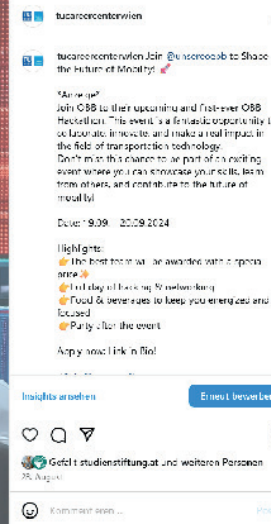 tucareercenterwien
tucareercenterwien Join @unsereoebb to Shape
the Future of Mobility!
*Anzeige*
Join ÖBB to their upcoming and first-ever ÖBB
Hackathon. This event is a fantastic opportunity t
collaborate, innovate, and make a real impact in
the field of transportation technology.
Don't miss this chance to be part of an exciting
event where you can showcase your skills, learn
from others, and contribute to the future of
mobility!
Date: 19.09. – 20.09.2024
Highlights:
👉The best team will be awarded with a special
price✨
👉Full day of hacking & networking
👉Food & beverages to keep you energized and
focused
👉Party after the event
Apply now: Link in Bio!
Insights ansehen
Erneut bewerben
Gefällt studienstiftung.at und weiteren Personen
28. August
Kommentieren ...